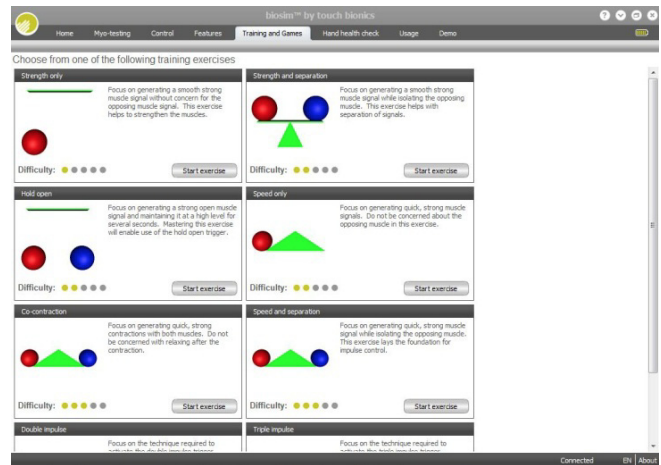 biosim™ by touch bionics
Home Myo-testing Control Features Training and Games Hand health check Usage Demo
Choose from one of the following training exercises
Strength only
Focus on generating a smooth strong
muscle signal without concern for the
opposing muscle signal. This exercise
helps to strengthen the muscles.
Difficulty:
Start exercise
Strength and separation
Focus on generating a smooth strong
muscle signal while isolating the opposing
muscle. This exercise helps with
separation of signals.
Difficulty:
Start exercise
Hold open
Focus on generating a strong open muscle
signal and maintaining it at a high level for
several seconds. Mastering this exercise
will enable use of the hold open trigger.
Difficulty:
Start exercise
Speed only
Focus on generating quick, strong muscle
signals. Do not be concerned about the
opposing muscle in this exercise.
Difficulty:
Start exercise
Co-contraction
Focus on generating quick, strong
contractions with both muscles. Do not
be concerned with relaxing after the
contraction.
Difficulty:
Start exercise
Speed and separation
Focus on generating quick, strong muscle
signal while isolating the opposing muscle.
This exercise lays the foundation for
impulse control.
Difficulty:
Start exercise
Double impulse
Focus on the technique required to
Triple impulse
Focus on the technique required to
Connected EN About